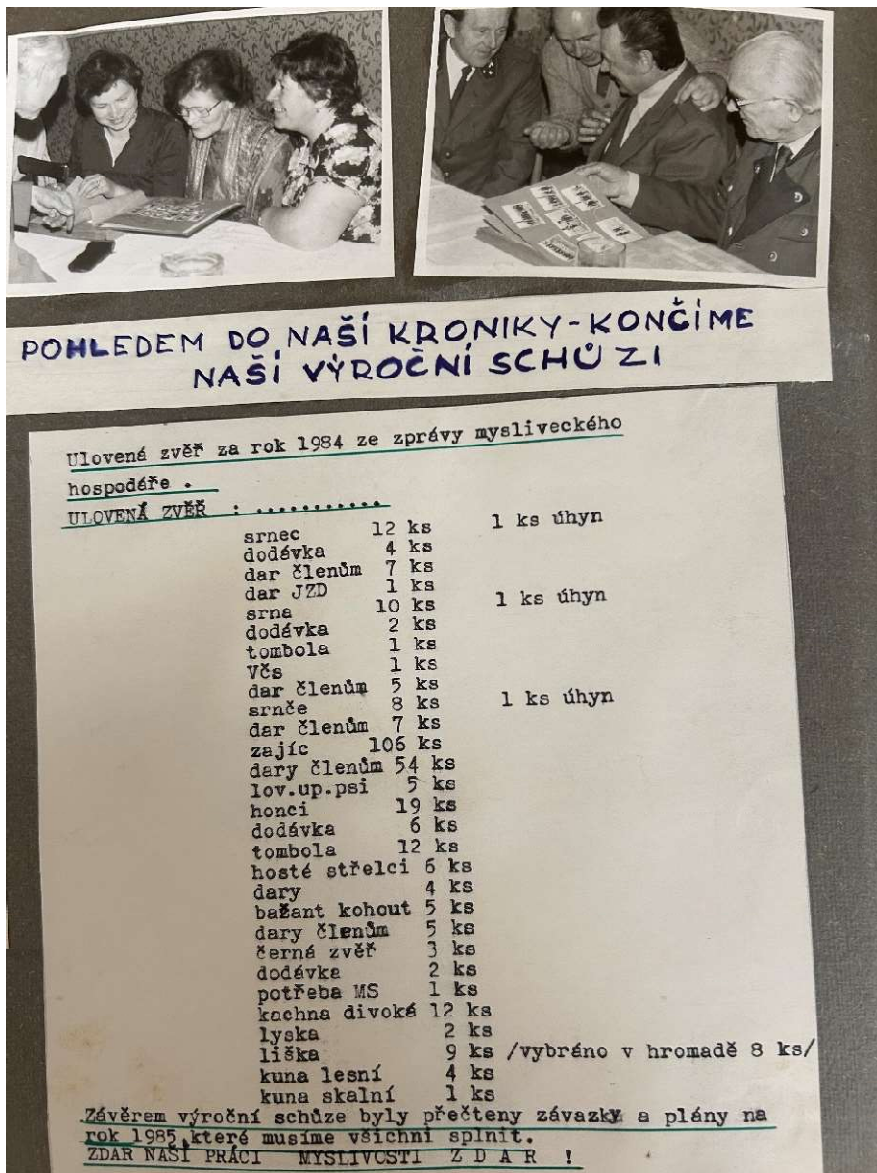 POHLEDEM DO NAŠÍ KRONIKY-KONČÍME
NAŠÍ VÝROČNÍ SCHŮZI
Ulovená zvěř za rok 1984 ze zprávy mysliveckého
hospodáře .
ULOVENÁ ZVĚŘ : ...........
srnec 12 ks 1 ks úhyn
dodávka 4 ks
dar členům 7 ks
dar JZD 1 ks
srna 10 ks 1 ks úhyn
dodávka 2 ks
tombola 1 ks
Včs 1 ks
dar členům 5 ks
srnče 8 ks 1 ks úhyn
dar členům 7 ks
zajíc 106 ks
dary členům 54 ks
lov.up.psi 5 ks
honci 19 ks
dodávka 6 ks
tombola 12 ks
hosté střelci 6 ks
dary 4 ks
bažant kohout 5 ks
dary členům 5 ks
černá zvěř 3 ks
dodávka 2 ks
potřeba MS 1 ks
kachna divoká 12 ks
lyska 2 ks
liška 9 ks /vybráno v hromadě 8 ks/
kuna lesní 4 ks
kuna skalní 1 ks
Závěrem výroční schůze byly přečteny závazky a plány na
rok 1985,které musíme všichni splnit.
ZDAR NAŠÍ PRÁCI MYSLIVOSTI Z D A R !